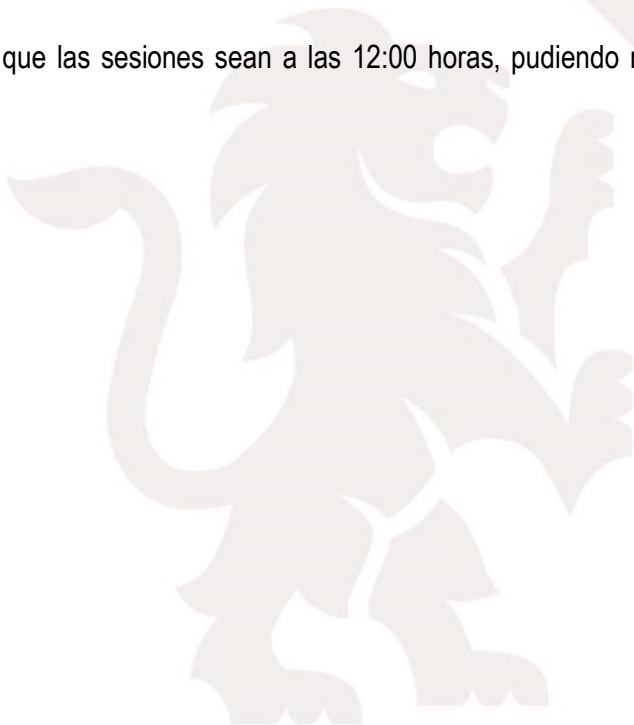 que las sesiones sean a las 12:00 horas, pudiendo